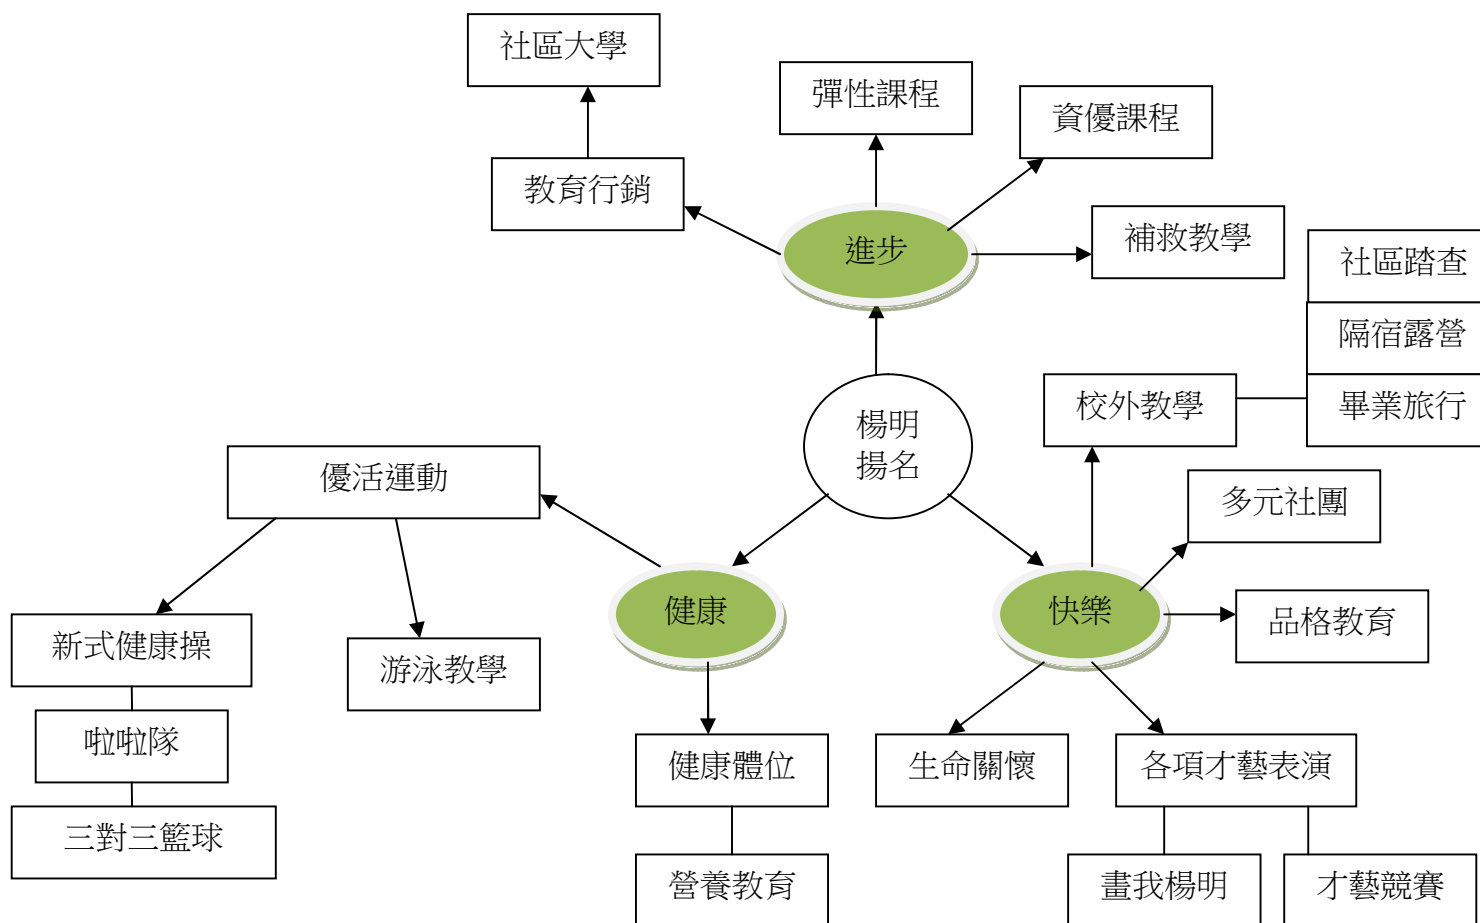 社區大學
彈性課程
資優課程
教育行銷
補救教學
進步
社區踏查
隔宿露營
校外教學
畢業旅行
楊明
揚名
優活運動
多元社團
健康
快樂
品格教育
新式健康操
游泳教學
啦啦隊
健康體位
生命關懷
各項才藝表演
三對三籃球
營養教育
畫我楊明
才藝競賽